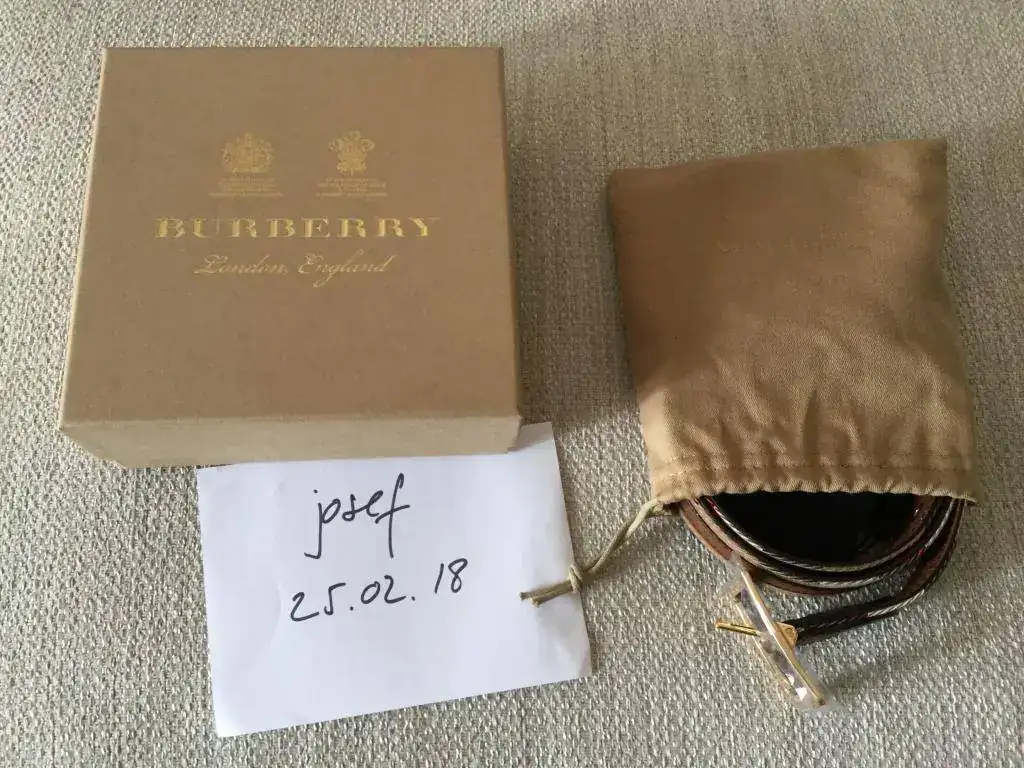 BURBERRY
London, England
josef
25.02.18